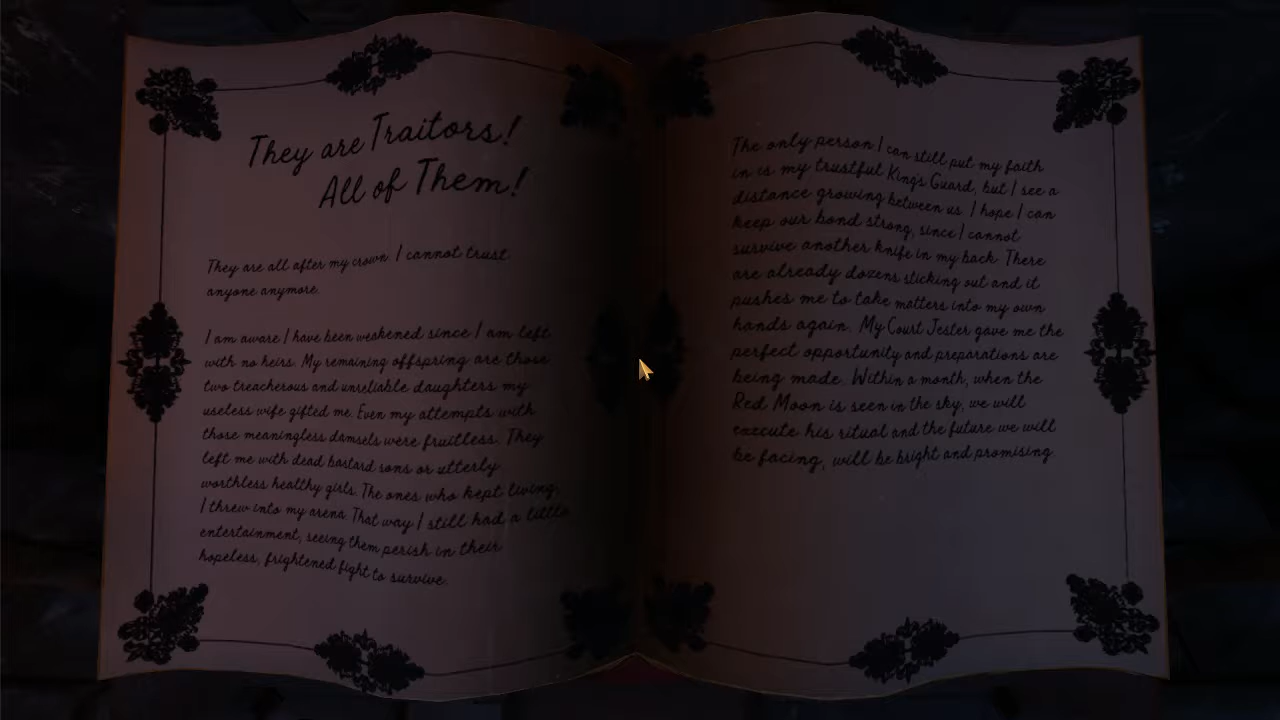 They are Traitors!
All of Them!
They are all after my crown. I cannot trust
anyone anymore.
I am aware I have been weakened since I am left
with no heirs. My remaining offspring are those
two treacherous and unreliable daughters my
useless wife gifted me. Even my attempts with
those meaningless damsels were fruitless. They
left me with dead bastard sons or utterly
worthless healthy girls. The ones who kept living,
I threw into my arena. That way I still had a little
entertainment, seeing them perish in their
hopeless, frightened fight to survive.
The only person I can still put my faith
in is my trustful King's Guard, but I see a
distance growing between us. I hope I can
keep our bond strong, since I cannot
survive another knife in my back. There
are already dozens sticking out and it
pushes me to take matters into my own
hands again. My Court Jester gave me the
perfect opportunity and preparations are
being made. Within a month, when the
Red Moon is seen in the sky, we will
execute his ritual and the future we will
be facing, will be bright and promising.